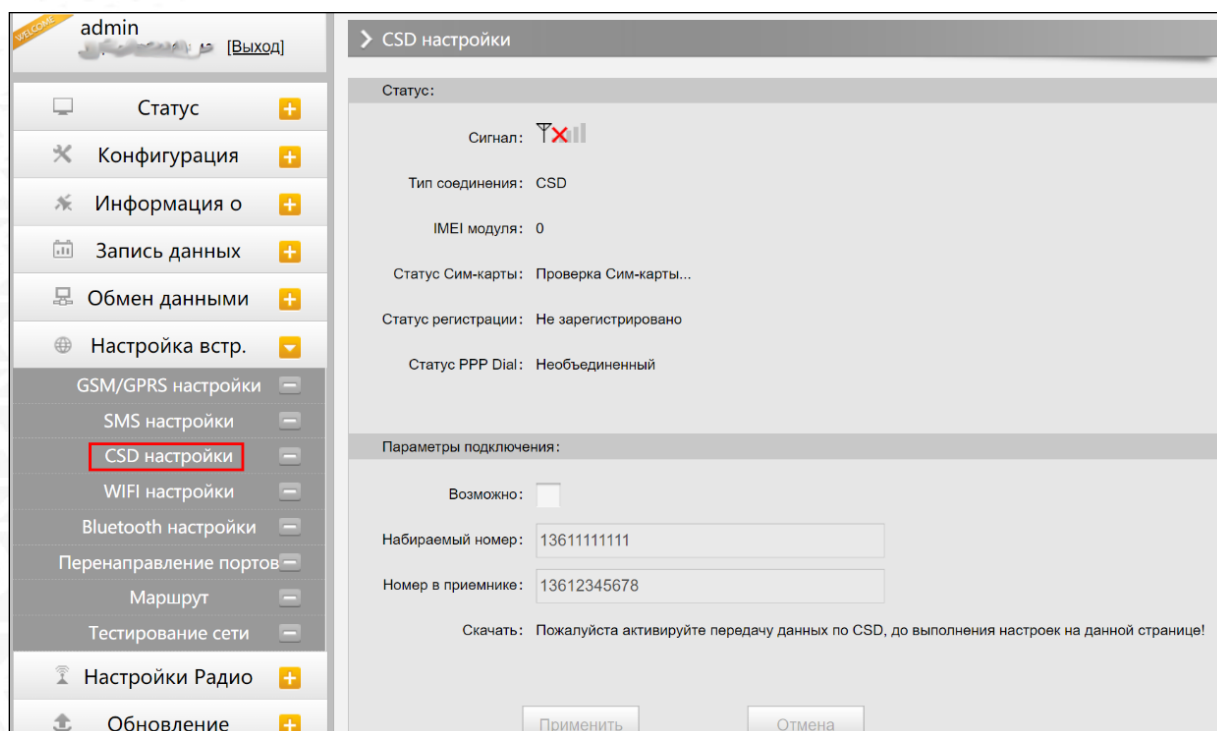 WELCOME
admin
[Выход]
Статус
Конфигурация
Информация о
Запись данных
Обмен данными
Настройка встр.
GSM/GPRS настройки
SMS настройки
CSD настройки
WIFI настройки
Bluetooth настройки
Перенаправление портов
Маршрут
Тестирование сети
Настройки Радио
Обновление
CSD настройки
Статус:
Сигнал:
Тип соединения: CSD
IMEI модуля: 0
Статус Сим-карты: Проверка Сим-карты...
Статус регистрации: Не зарегистрировано
Статус PPP Dial: Необъединенный
Параметры подключения:
Возможно:
Набираемый номер: 13611111111
Номер в приемнике: 13612345678
Скачать: Пожалуйста активируйте передачу данных по CSD, до выполнения настроек на данной странице!
Применить Отмена